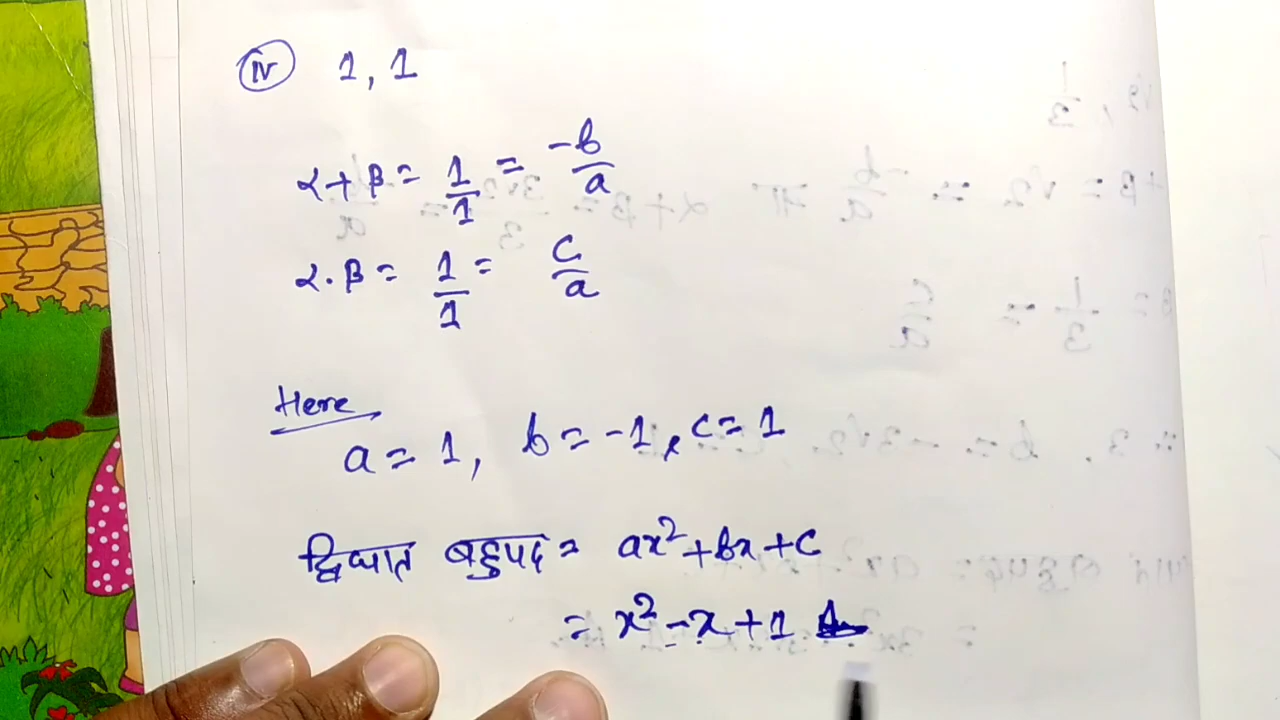 iv 1, 1
α+β = 1/1 = -b/a
α.β = 1/1 = c/a
Here
a = 1, b = -1, c = 1
द्विघात बहुपद = ax²+bx+c
= x²-x+1